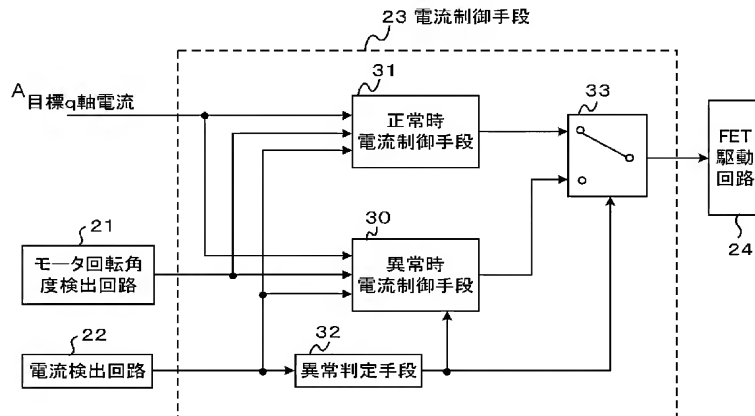 23 電流制御手段
A
目標q軸電流
31
正常時
電流制御手段
33
FET
駆動
回路
24
21
モータ回転角
度検出回路
30
異常時
電流制御手段
22
電流検出回路
32
異常判定手段